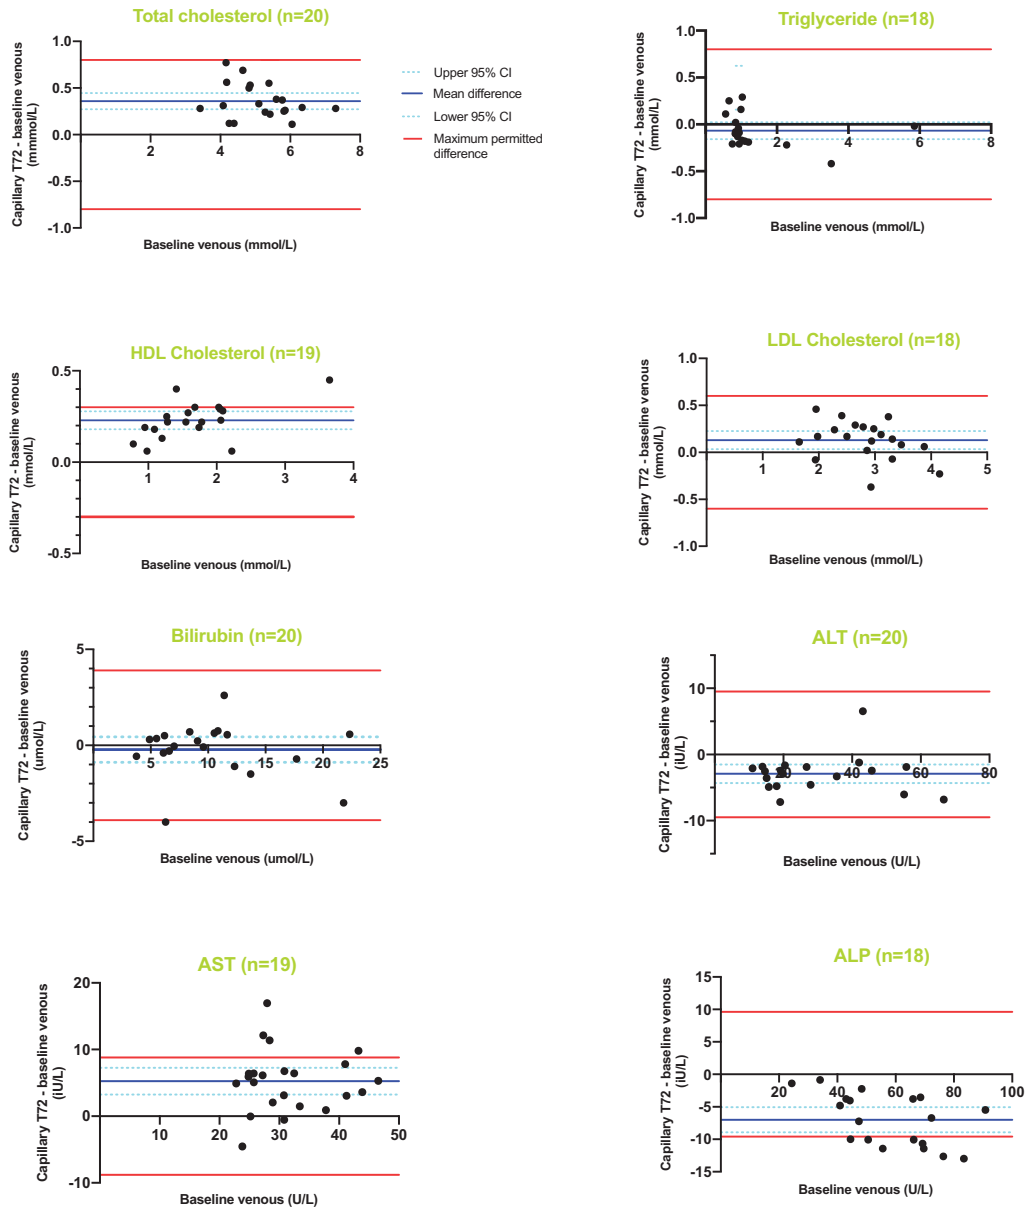 Total cholesterol (n=20)
1.0
0.5
0.0
-0.5
-1.0
2
4
6
8
Capillary T72 - baseline venous
(mmmol/L)
Baseline venous (mmol/L)
Upper 95% CI
Mean difference
Lower 95% CI
Maximum permitted
difference
Triglyceride (n=18)
1.0
0.5
0.0
-0.5
-1.0
2
4
6
8
Capillary T72 - baseline venous
(mmol/L)
Baseline venous (mmol/L)
HDL Cholesterol (n=19)
0.5
0.0
-0.5
1
2
3
4
Capillary T72 - baseline venous
(mmol/L)
Baseline venous (mmol/L)
LDL Cholesterol (n=18)
1.0
0.5
0.0
-0.5
-1.0
1
2
3
4
5
Capillary T72 - baseline venous
(mmol/L)
Baseline venous (mmol/L)
Bilirubin (n=20)
5
0
-5
5
10
15
20
25
Capillary T72 - baseline venous
(umol/L)
Baseline venous (umol/L)
ALT (n=20)
10
0
-10
20
40
60
80
Capillary T72 - baseline venous
(iU/L)
Baseline venous (U/L)
AST (n=19)
20
10
0
-10
10
20
30
40
50
Capillary T72 - baseline venous
(iU/L)
Baseline venous (U/L)
ALP (n=18)
15
10
5
0
-5
-10
-15
20
40
60
80
100
Capillary T72 - baseline venous
(iU/L)
Baseline venous (U/L)